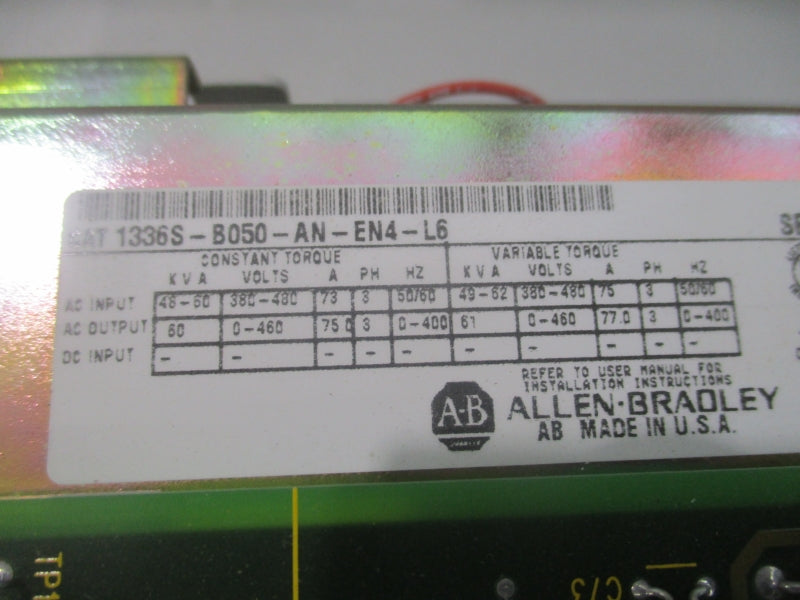 CAT 1336S-B050-AN-EN4-L6
CONSTANT TORQUE VARIABLE TORQUE
KVA VOLTS A PH HZ KVA VOLTS A PH HZ
AC INPUT 48-60 380-480 73 3 50/60 49-62 380-480 75 3 50/60
AC OUTPUT 60 0-460 75.0 3 0-400 61 0-460 77.0 3 0-400
DC INPUT - - - - - - - - - -
REFER TO USER MANUAL FOR
INSTALLATION INSTRUCTIONS
A-B ALLEN-BRADLEY
AB MADE IN U.S.A.
TP1
C73